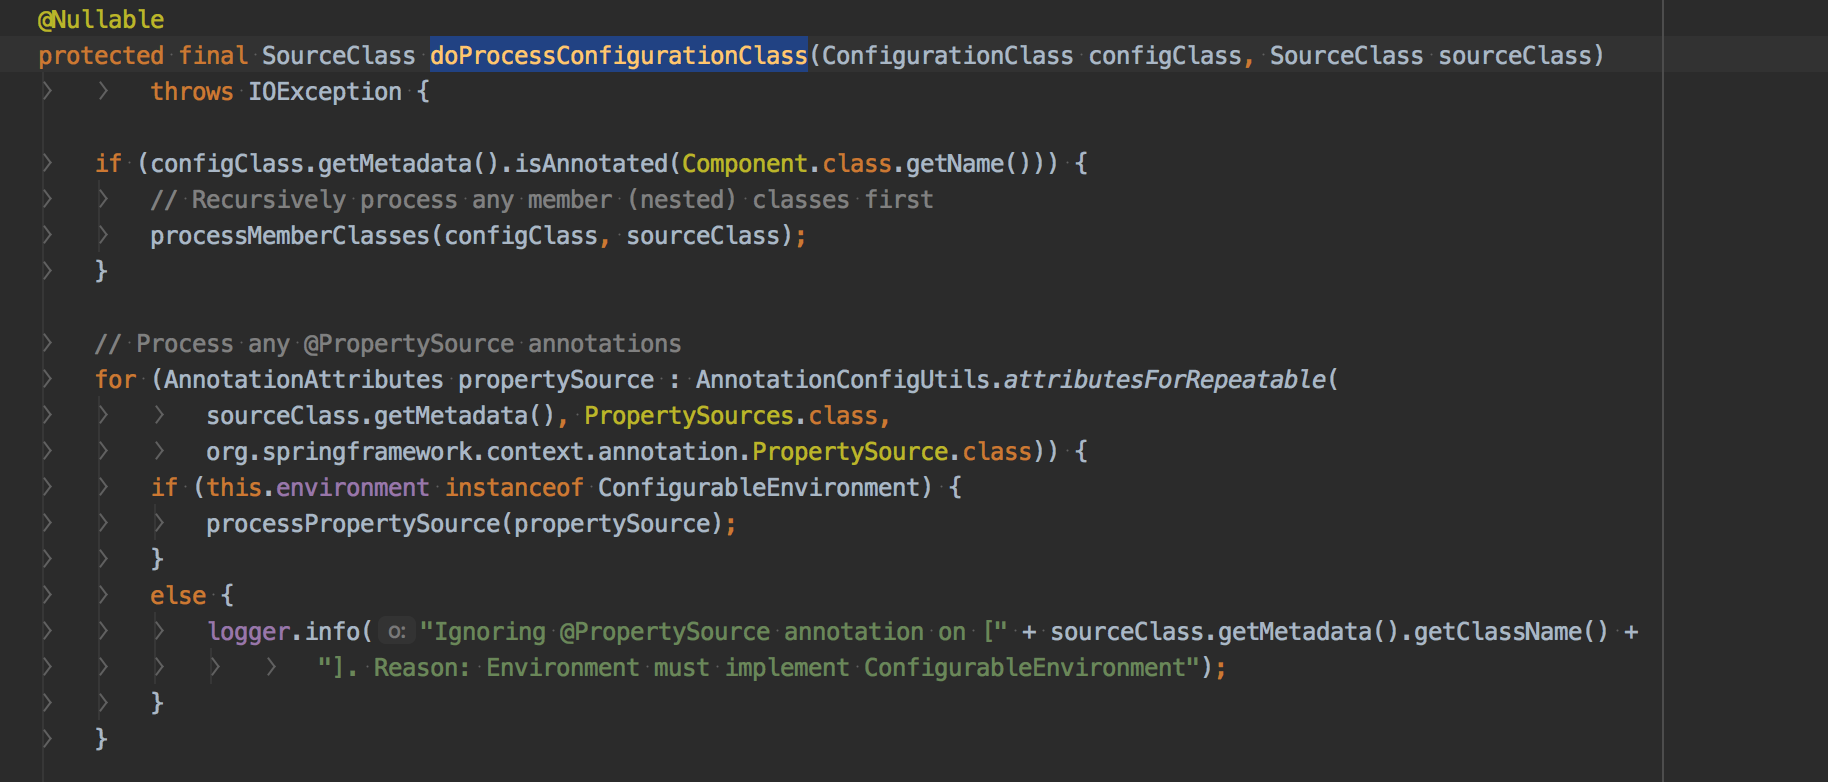 @Nullable
protected final SourceClass doProcessConfigurationClass(ConfigurationClass configClass, SourceClass sourceClass)
throws IOException {
if (configClass.getMetadata().isAnnotated(Component.class.getName())) {
// Recursively process any member (nested) classes first
processMemberClasses(configClass, sourceClass);
}
// Process any @PropertySource annotations
for (AnnotationAttributes propertySource : AnnotationConfigUtils.attributesForRepeatable(
sourceClass.getMetadata(), PropertySources.class,
org.springframework.context.annotation.PropertySource.class)) {
if (this.environment instanceof ConfigurableEnvironment) {
processPropertySource(propertySource);
}
else {
logger.info( o: "Ignoring @PropertySource annotation on [" + sourceClass.getMetadata().getClassName() +
"]. Reason: Environment must implement ConfigurableEnvironment");
}
}